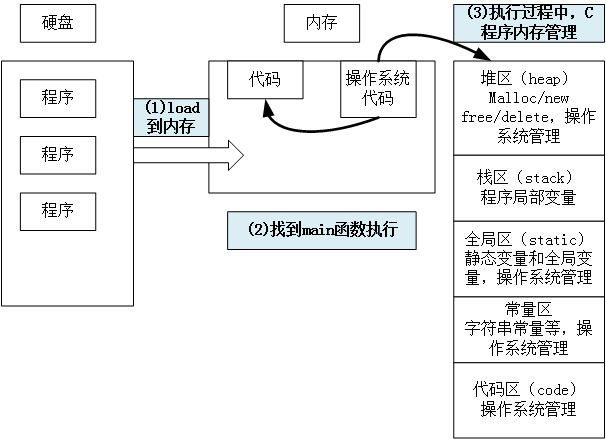 硬盘
内存
(3)执行过程中，C
程序内存管理
程序
程序
程序
(1)load
到内存
代码
操作系统
代码
(2)找到main函数执行
堆区（heap）
Malloc/new
free/delete，操作
系统管理
栈区（stack）
程序局部变量
全局区（static）
静态变量和全局变
量，操作系统管理
常量区
字符串常量等，操
作系统管理
代码区（code）
操作系统管理